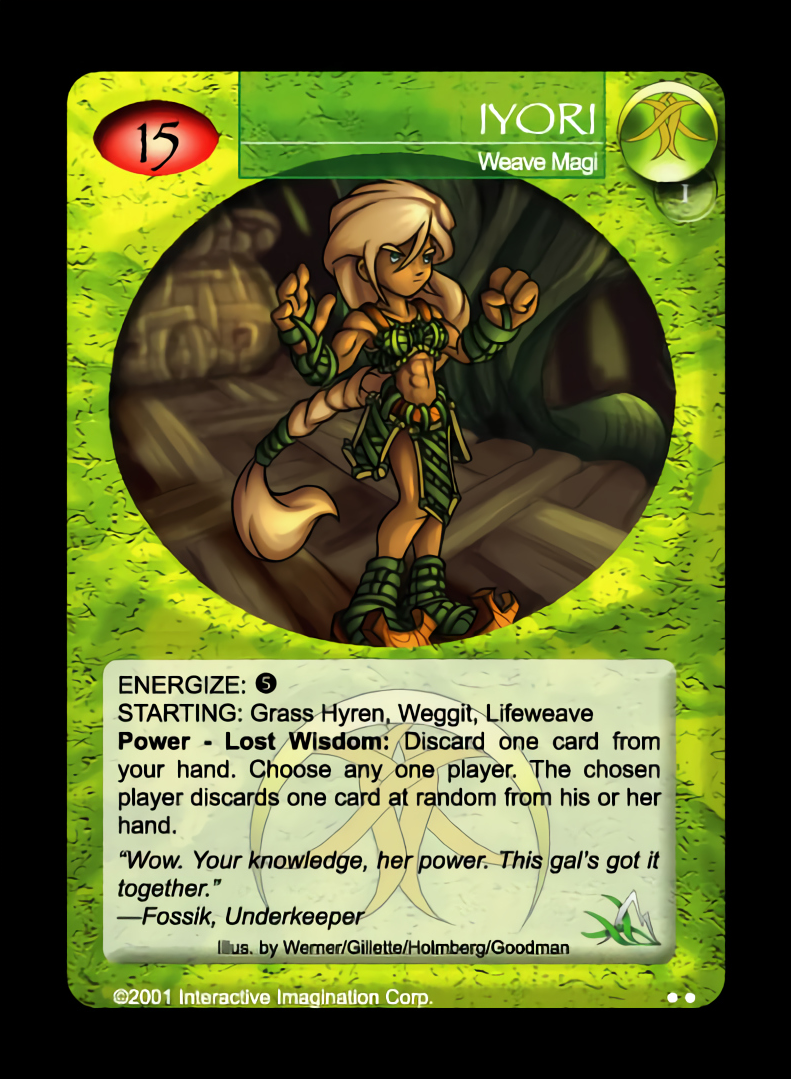 15
IYORI
Weave Magi
I
ENERGIZE: 5
STARTING: Grass Hyren, Weggit, Lifeweave
Power - Lost Wisdom: Discard one card from
your hand. Choose any one player. The chosen
player discards one card at random from his or her
hand.
“Wow. Your knowledge, her power. This gal’s got it
together.”
—Fossik, Underkeeper
Illus. by Werner/Gillette/Holmberg/Goodman
©2001 Interactive Imagination Corp.